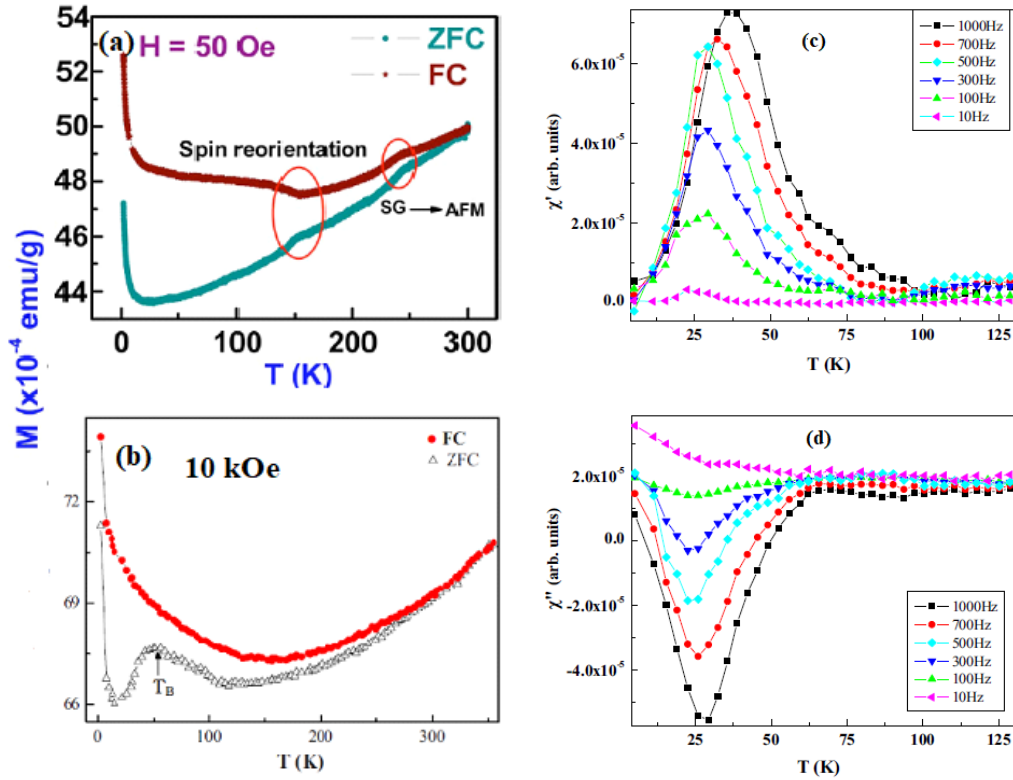 M (x10⁻⁴ emu/g)
(a)
H = 50 Oe
ZFC
FC
Spin reorientation
SG → AFM
54
52
50
48
46
44
0
100
200
300
T (K)
(b)
10 kOe
FC
ZFC
T_B
72
69
66
0
100
200
300
T (K)
(c)
1000Hz
700Hz
500Hz
300Hz
100Hz
10Hz
χ' (arb. units)
6.0x10⁻⁵
4.0x10⁻⁵
2.0x10⁻⁵
0.0
25
50
75
100
125
T (K)
(d)
χ" (arb. units)
2.0x10⁻⁵
0.0
-2.0x10⁻⁵
-4.0x10⁻⁵
1000Hz
700Hz
500Hz
300Hz
100Hz
10Hz
25
50
75
100
125
T (K)